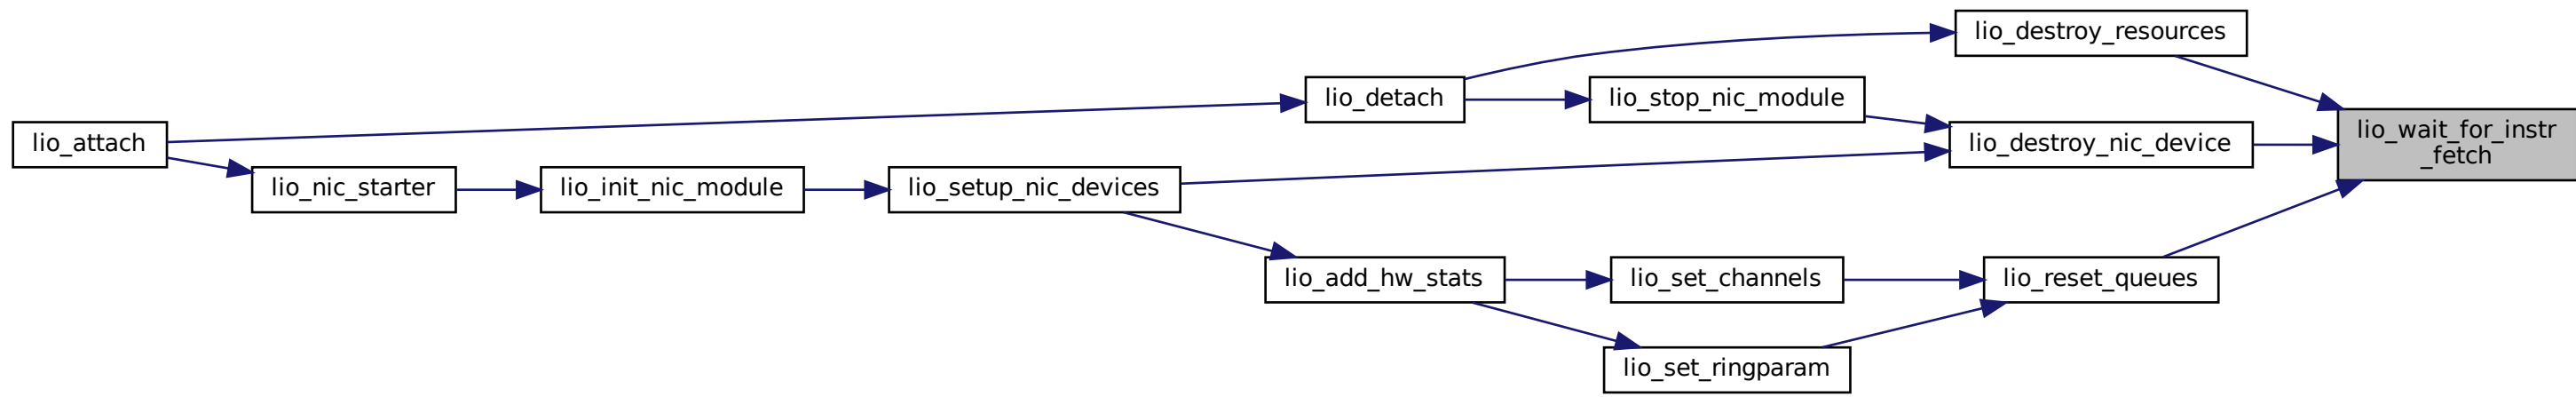 lio_destroy_resources
lio_detach
lio_stop_nic_module
lio_attach
lio_destroy_nic_device
lio_wait_for_instr
_fetch
lio_nic_starter
lio_init_nic_module
lio_setup_nic_devices
lio_add_hw_stats
lio_set_channels
lio_reset_queues
lio_set_ringparam